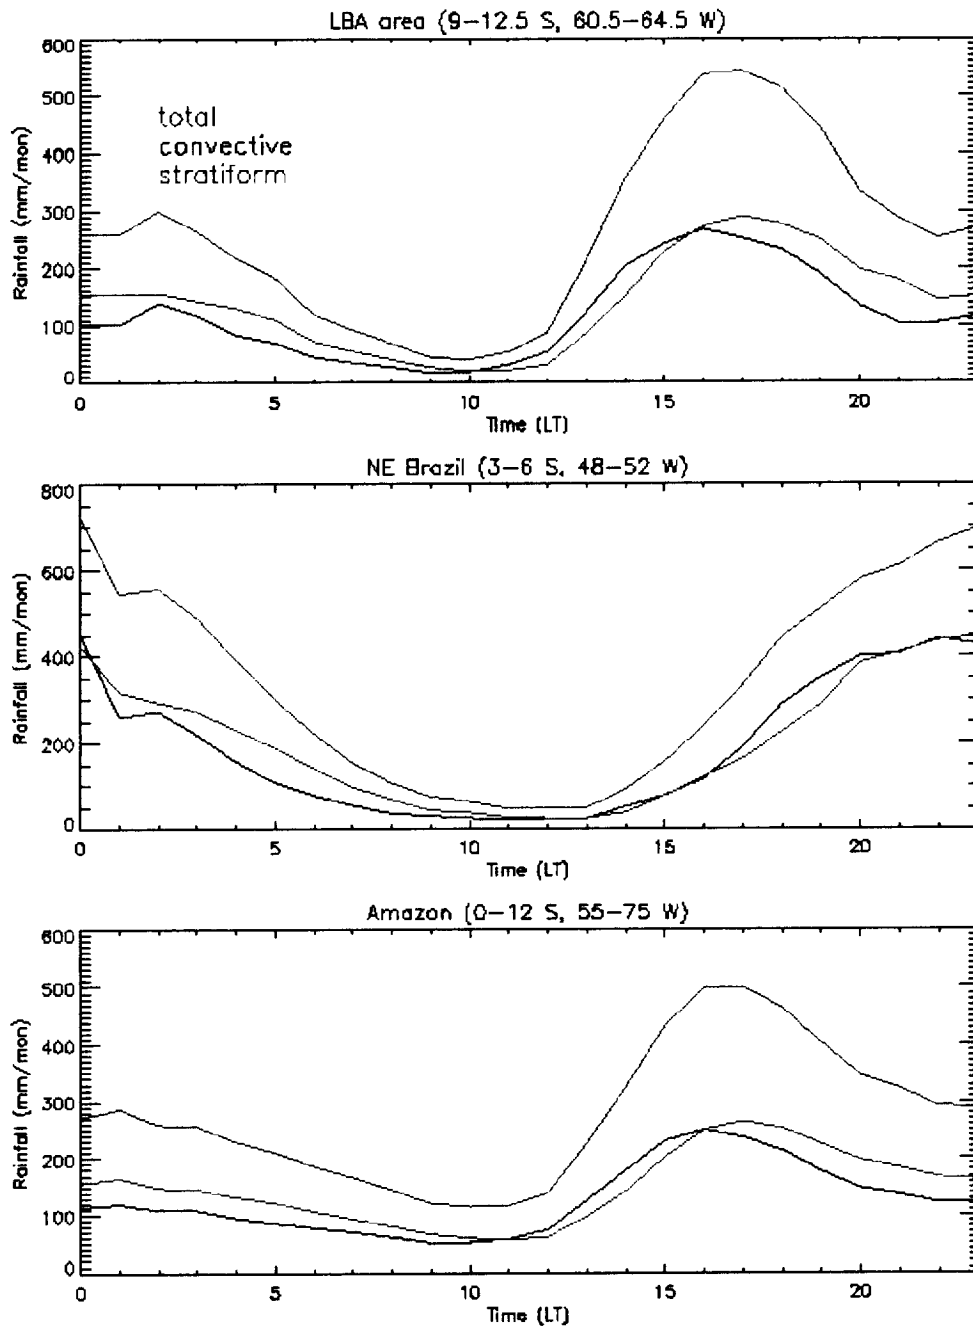 LBA area (9-12.5 S, 60.5-64.5 W)
600
500
400
300
200
100
0
Rainfall (mm/mon)
total
convective
stratiform
0 5 10 15 20
Time (LT)
NE Brazil (3-6 S, 48-52 W)
800
600
400
200
0
Rainfall (mm/mon)
0 5 10 15 20
Time (LT)
Amazon (0-12 S, 55-75 W)
600
500
400
300
200
100
0
Rainfall (mm/mon)
0 5 10 15 20
Time (LT)